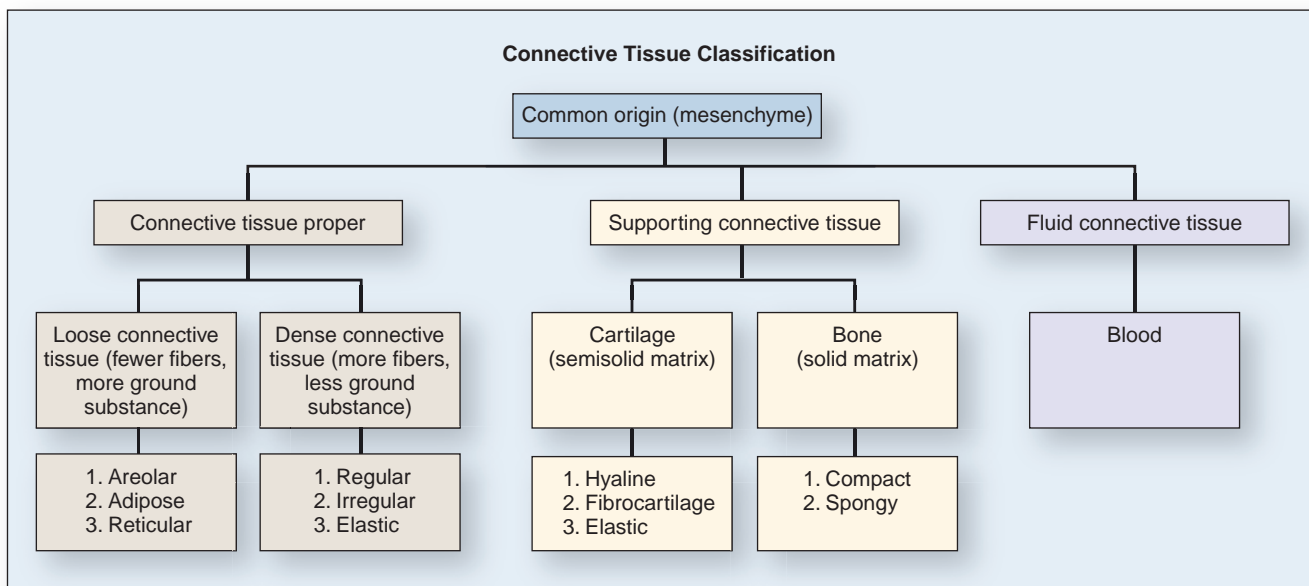 Connective Tissue Classification
Common origin (mesenchyme)
Connective tissue proper
Supporting connective tissue
Fluid connective tissue
Loose connective
tissue (fewer fibers,
more ground
substance)
Dense connective
tissue (more fibers,
less ground
substance)
Cartilage
(semisolid matrix)
Bone
(solid matrix)
Blood
1. Areolar
2. Adipose
3. Reticular
1. Regular
2. Irregular
3. Elastic
1. Hyaline
2. Fibrocartilage
3. Elastic
1. Compact
2. Spongy